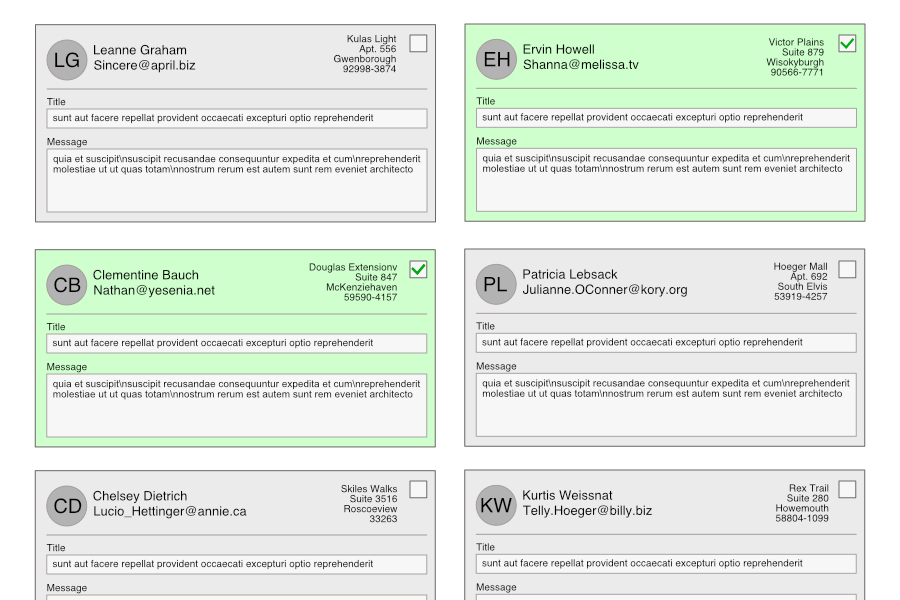 LG
Leanne Graham
Sincere@april.biz
Kulas Light
Apt. 556
Gwenborough
92998-3874
Title
sunt aut facere repellat provident occaecati excepturi optio reprehenderit
Message
quia et suscipit\nsuscipit recusandae consequuntur expedita et cum\nreprehenderit
molestiae ut ut quas totam\nnostrum rerum est autem sunt rem eveniet architecto
EH
Ervin Howell
Shanna@melissa.tv
Victor Plains
Suite 879
Wisokyburgh
90566-7771
Title
sunt aut facere repellat provident occaecati excepturi optio reprehenderit
Message
quia et suscipit\nsuscipit recusandae consequuntur expedita et cum\nreprehenderit
molestiae ut ut quas totam\nnostrum rerum est autem sunt rem eveniet architecto
CB
Clementine Bauch
Nathan@yesenia.net
Douglas Extensionv
Suite 847
McKenziehaven
59590-4157
Title
sunt aut facere repellat provident occaecati excepturi optio reprehenderit
Message
quia et suscipit\nsuscipit recusandae consequuntur expedita et cum\nreprehenderit
molestiae ut ut quas totam\nnostrum rerum est autem sunt rem eveniet architecto
PL
Patricia Lebsack
Julianne.OConner@kory.org
Hoeger Mall
Apt. 692
South Elvis
53919-4257
Title
sunt aut facere repellat provident occaecati excepturi optio reprehenderit
Message
quia et suscipit\nsuscipit recusandae consequuntur expedita et cum\nreprehenderit
molestiae ut ut quas totam\nnostrum rerum est autem sunt rem eveniet architecto
CD
Chelsey Dietrich
Lucio_Hettinger@annie.ca
Skiles Walks
Suite 3516
Roscoeview
33263
Title
sunt aut facere repellat provident occaecati excepturi optio reprehenderit
Message
KW
Kurtis Weissnat
Telly.Hoeger@billy.biz
Rex Trail
Suite 280
Howemouth
58804-1099
Title
sunt aut facere repellat provident occaecati excepturi optio reprehenderit
Message